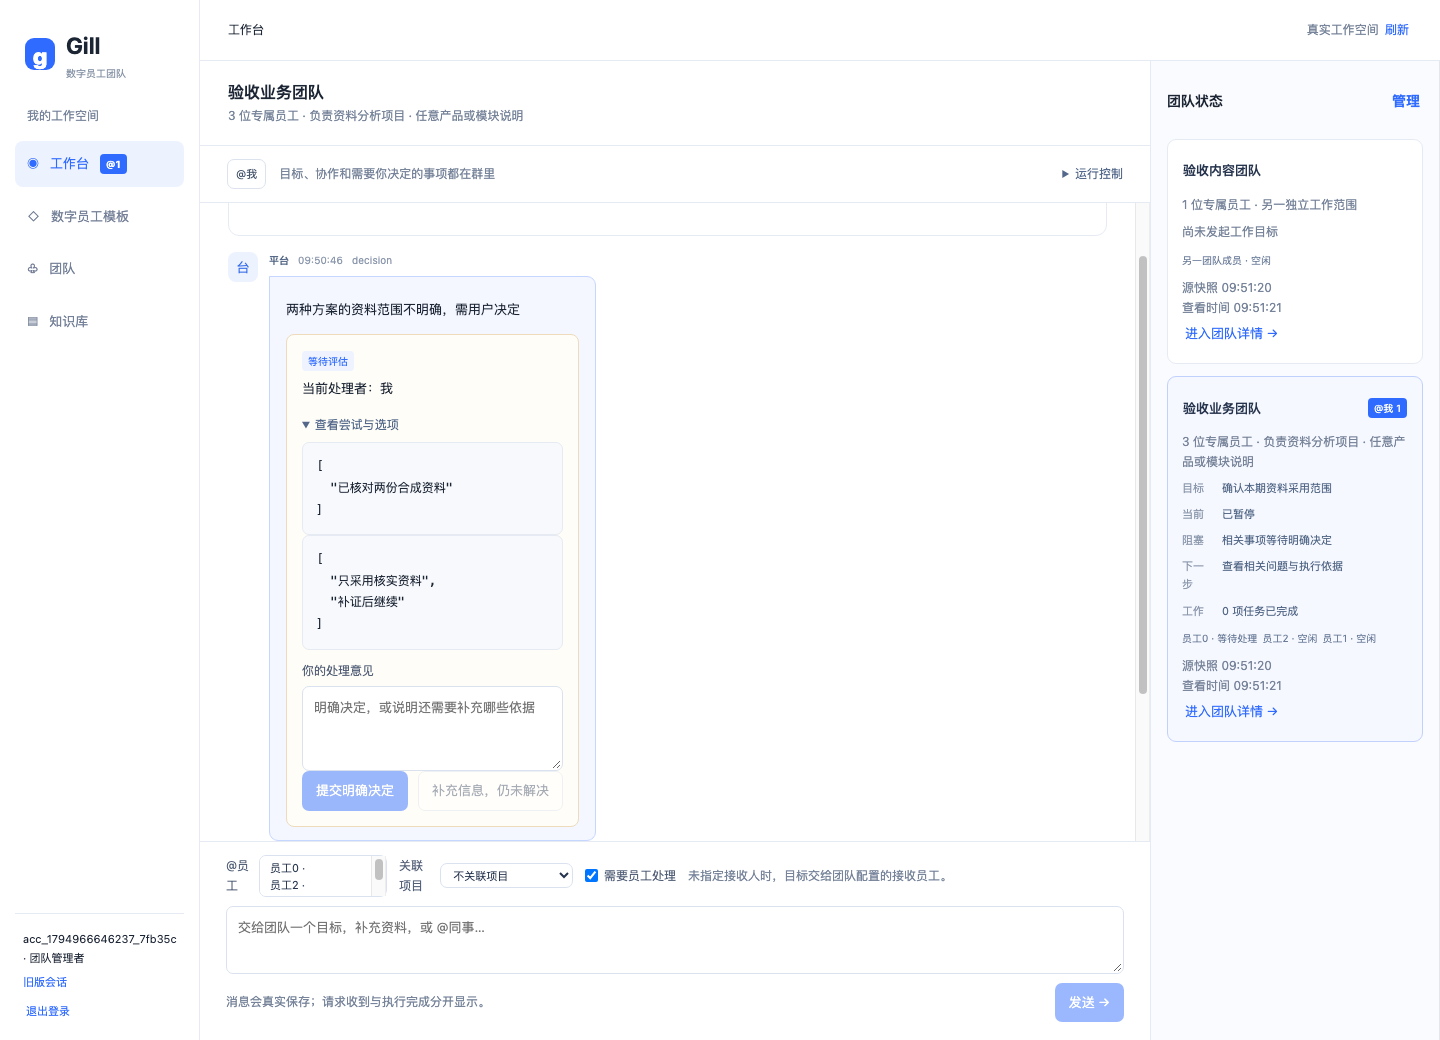 g Gill
数字员工团队
我的工作空间
工作台 @1
数字员工模板
团队
知识库
acc_1794966646237_7fb35c
· 团队管理者
旧版会话
退出登录
工作台
真实工作空间 刷新
验收业务团队
3 位专属员工 · 负责资料分析项目 · 任意产品或模块说明
@我 目标、协作和需要你决定的事项都在群里
运行控制
台 平台 09:50:46 decision
两种方案的资料范围不明确，需用户决定
等待评估
当前处理者：我
查看尝试与选项
[
"已核对两份合成资料"
]
[
"只采用核实资料",
"补证后继续"
]
你的处理意见
明确决定，或说明还需要补充哪些依据
提交明确决定 补充信息，仍未解决
@员
工
员工0 ·
员工2 ·
关联
项目
不关联项目
需要员工处理 未指定接收人时，目标交给团队配置的接收员工。
交给团队一个目标，补充资料，或 @同事...
消息会真实保存；请求收到与执行完成分开显示。
发送 →
团队状态 管理
验收内容团队
1 位专属员工 · 另一独立工作范围
尚未发起工作目标
另一团队成员 · 空闲
源快照 09:51:20
查看时间 09:51:21
进入团队详情 →
验收业务团队 @我 1
3 位专属员工 · 负责资料分析项目 · 任意产
品或模块说明
目标 确认本期资料采用范围
当前 已暂停
阻塞 相关事项等待明确决定
下一 查看相关问题与执行依据
步
工作 0 项任务已完成
员工0 · 等待处理 员工2 · 空闲 员工1 · 空闲
源快照 09:51:20
查看时间 09:51:21
进入团队详情 →